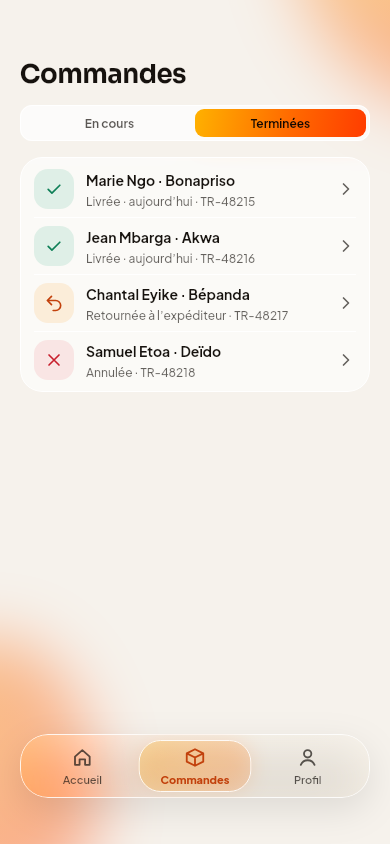 Commandes
En cours
Terminées
Marie Ngo · Bonapriso
Livrée · aujourd’hui · TR-48215
Jean Mbarga · Akwa
Livrée · aujourd’hui · TR-48216
Chantal Eyike · Bépanda
Retournée à l’expéditeur · TR-48217
Samuel Etoa · Deïdo
Annulée · TR-48218
Accueil
Commandes
Profil